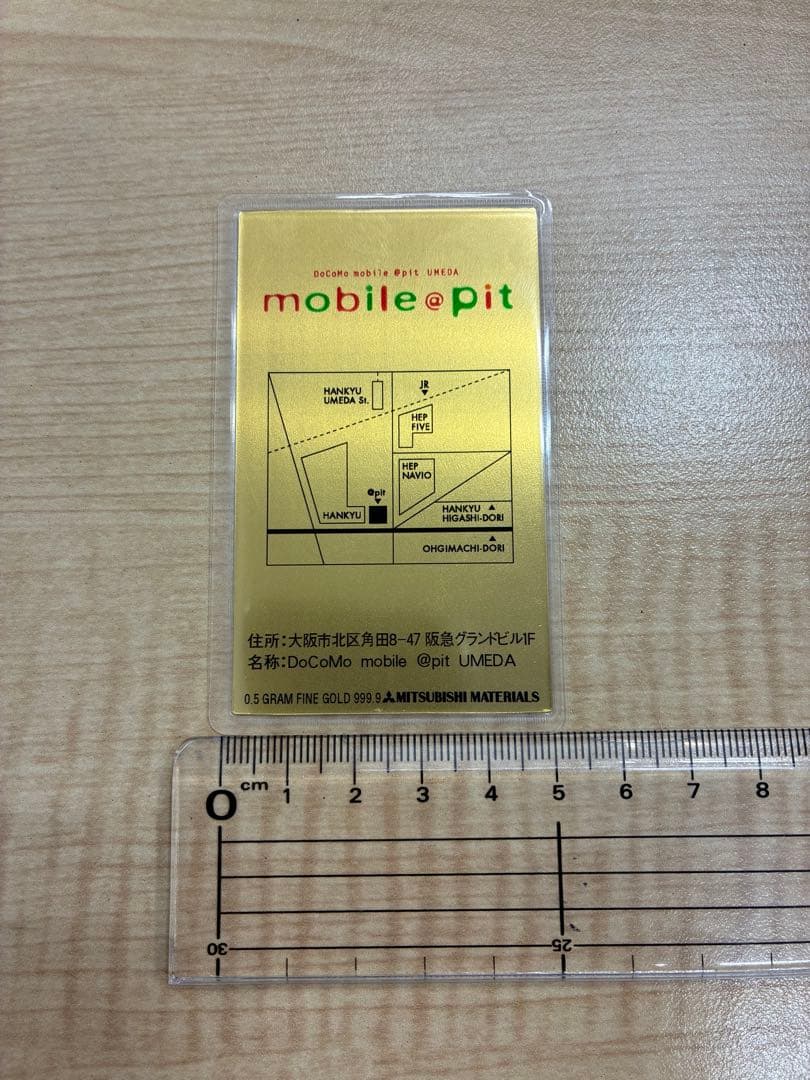 DoCoMo mobile @pit UMEDA
mobile@pit
HANKYU
UMEDA St.
JR
HEP
FIVE
HEP
NAVIO
@pit
HANKYU
HANKYU
HIGASHI-DORI
OHGIMACHI-DORI
住所:大阪市北区角田8-47 阪急グランドビル1F
名称:DoCoMo mobile @pit UMEDA
0.5 GRAM FINE GOLD 999.9 MITSUBISHI MATERIALS
0 cm 1 2 3 4 5 6 7 8
30 25